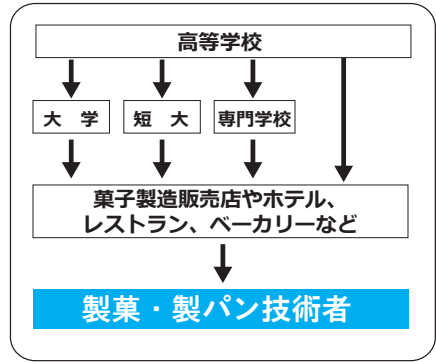 高等学校
大　学
短　大
専門学校
菓子製造販売店やホテル、
レストラン、ベーカリーなど
製菓・製パン技術者